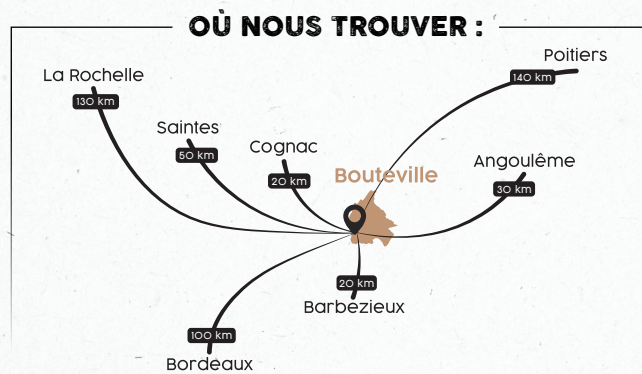 OÙ NOUS TROUVER :
Poitiers
140 km
La Rochelle
130 km
Saintes
50 km
Cognac
20 km
Bouteville
Angoulême
30 km
20 km
Barbezieux
100 km
Bordeaux